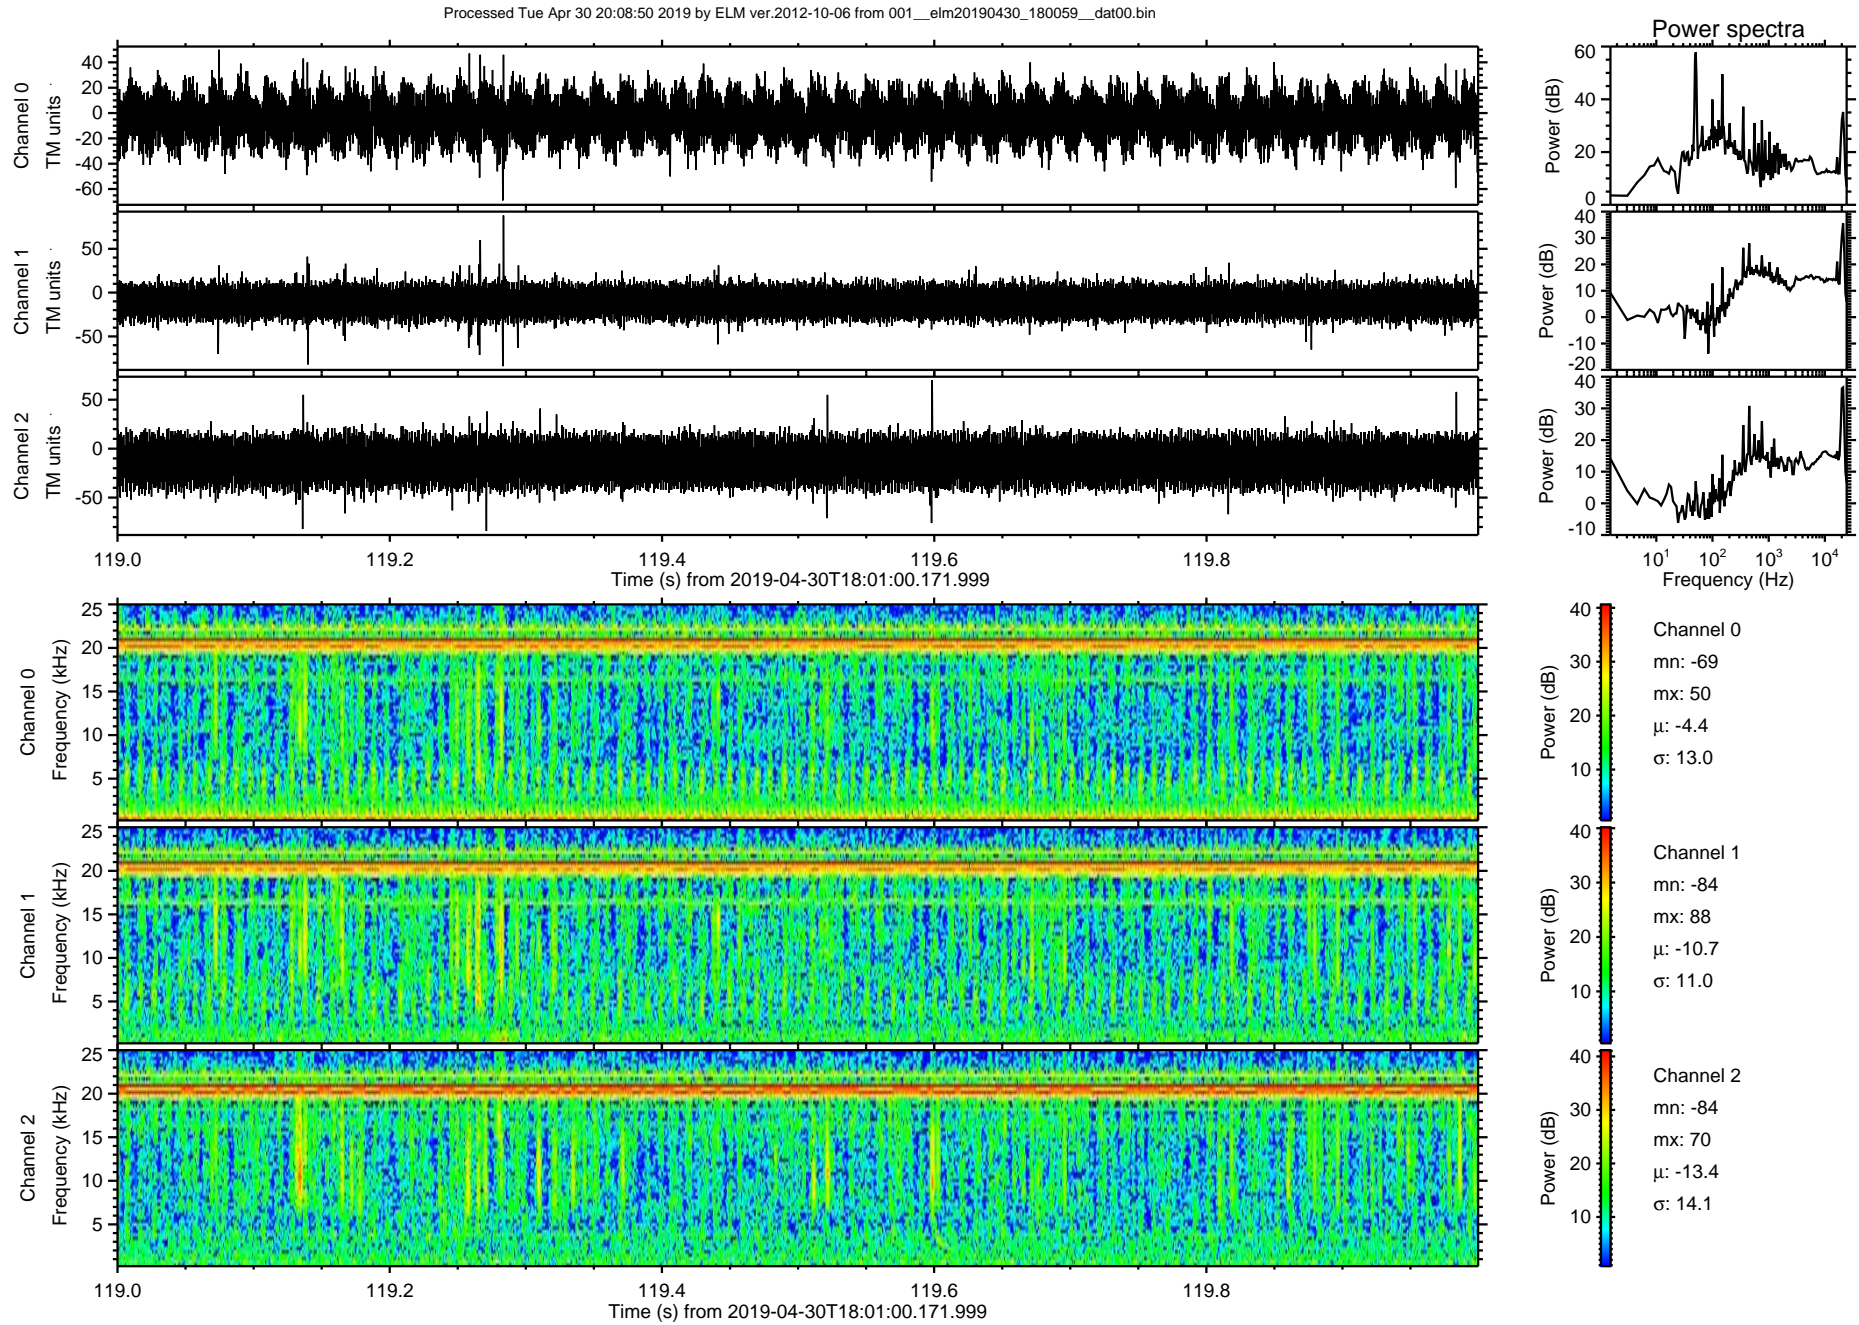 Processed Tue Apr 30 20:08:50 2019 by ELM ver.2012-10-06 from 001__elm20190430_180059__dat00.bin
Power spectra
Channel 0
TM units
40
20
0
-20
-40
-60
Power (dB)
60
40
20
0
Channel 1
TM units
50
0
-50
Power (dB)
40
30
20
10
0
-10
-20
Channel 2
TM units
50
0
-50
Power (dB)
40
30
20
10
0
-10
119.0 119.2 119.4 119.6 119.8
Time (s) from 2019-04-30T18:01:00.171.999
10¹ 10² 10³ 10⁴
Frequency (Hz)
Channel 0
Frequency (kHz)
25
20
15
10
5
Power (dB)
40
30
20
10
Channel 0
mn: -69
mx: 50
μ: -4.4
σ: 13.0
Channel 1
Frequency (kHz)
25
20
15
10
5
Power (dB)
40
30
20
10
Channel 1
mn: -84
mx: 88
μ: -10.7
σ: 11.0
Channel 2
Frequency (kHz)
25
20
15
10
5
Power (dB)
40
30
20
10
Channel 2
mn: -84
mx: 70
μ: -13.4
σ: 14.1
119.0 119.2 119.4 119.6 119.8
Time (s) from 2019-04-30T18:01:00.171.999